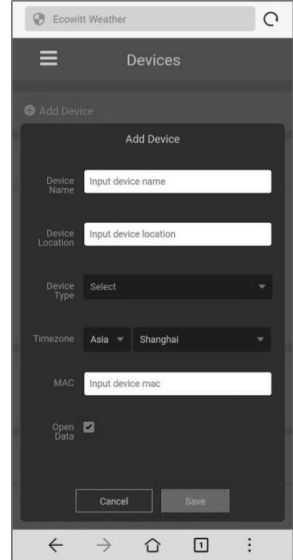 Ecowitt Weather
Devices
Add Device
Add Device
Device Name
Input device name
Device Location
Input device location
Device Type
Select
Timezone
Asia
Shanghai
MAC
Input device mac
Open Data
Cancel
Save
1